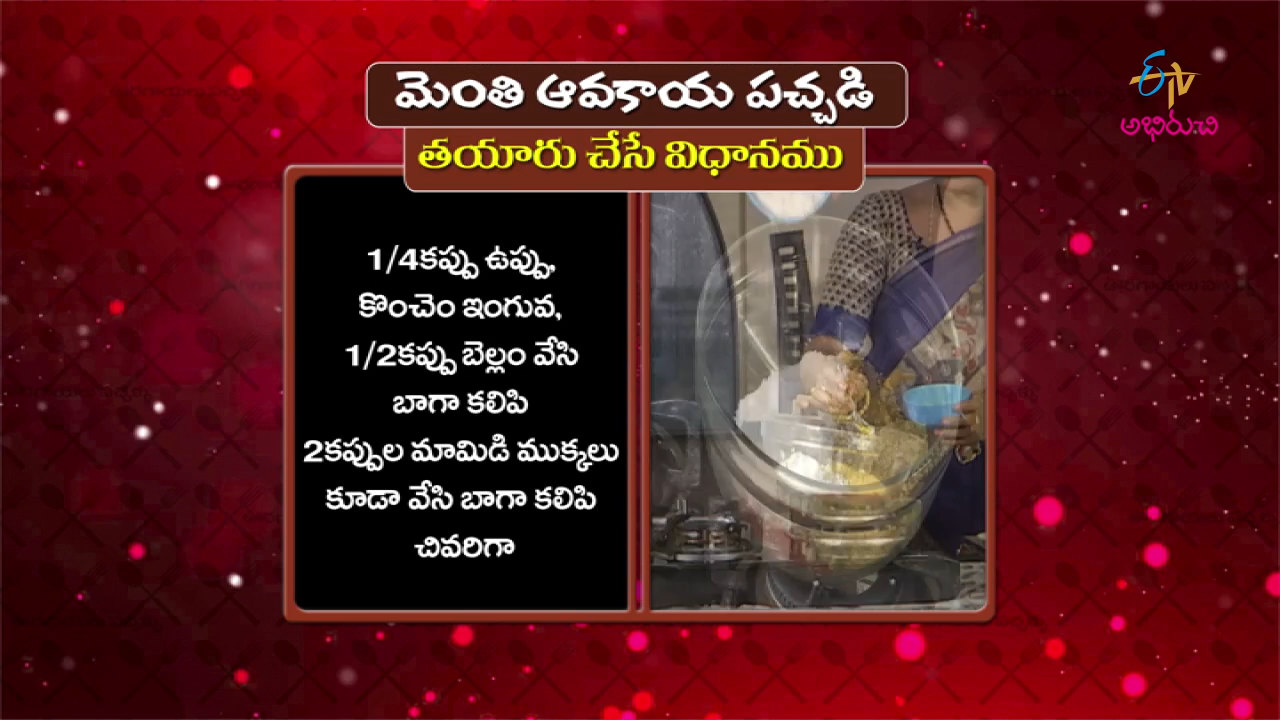 మెంతి ఆవకాయ పచ్చడి
తయారు చేసే విధానము
ETV
అభిరుచి
1/4కప్పు ఉప్పు,
కొంచెం ఇంగువ,
1/2కప్పు బెల్లం వేసి
బాగా కలిపి
2కప్పుల మామిడి ముక్కలు
కూడా వేసి బాగా కలిపి
చివరిగా